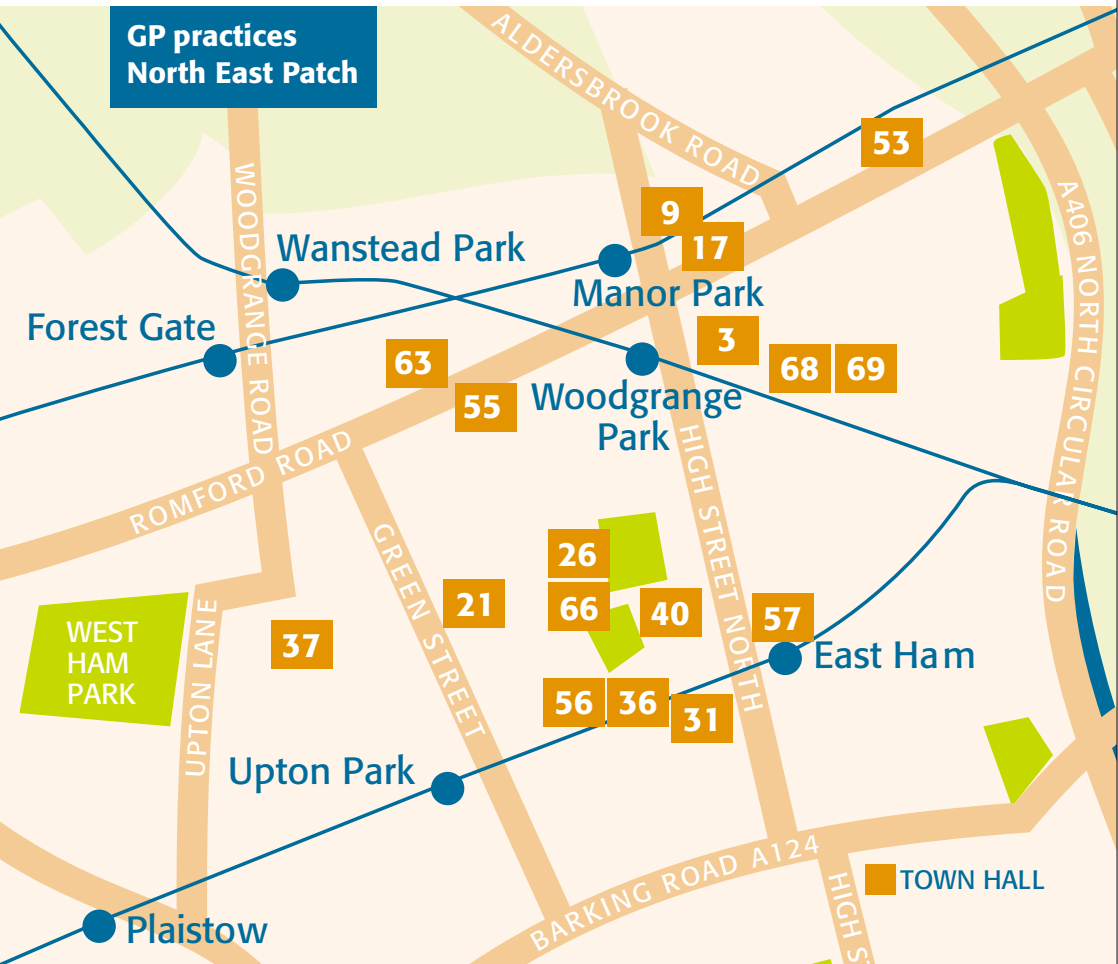 GP practices
North East Patch
ALDERSBROOK ROAD
53
WOODGRANGE ROAD
A406 NORTH CIRCULAR ROAD
9
17
Wanstead Park
Manor Park
Forest Gate
3
63
68
69
55
Woodgrange
Park
ROMFORD ROAD
HIGH STREET NORTH
GREEN STREET
26
21
66
40
57
WEST
HAM
PARK
UPTON LANE
37
East Ham
56
36
31
Upton Park
BARKING ROAD A124
TOWN HALL
HIGH S
Plaistow